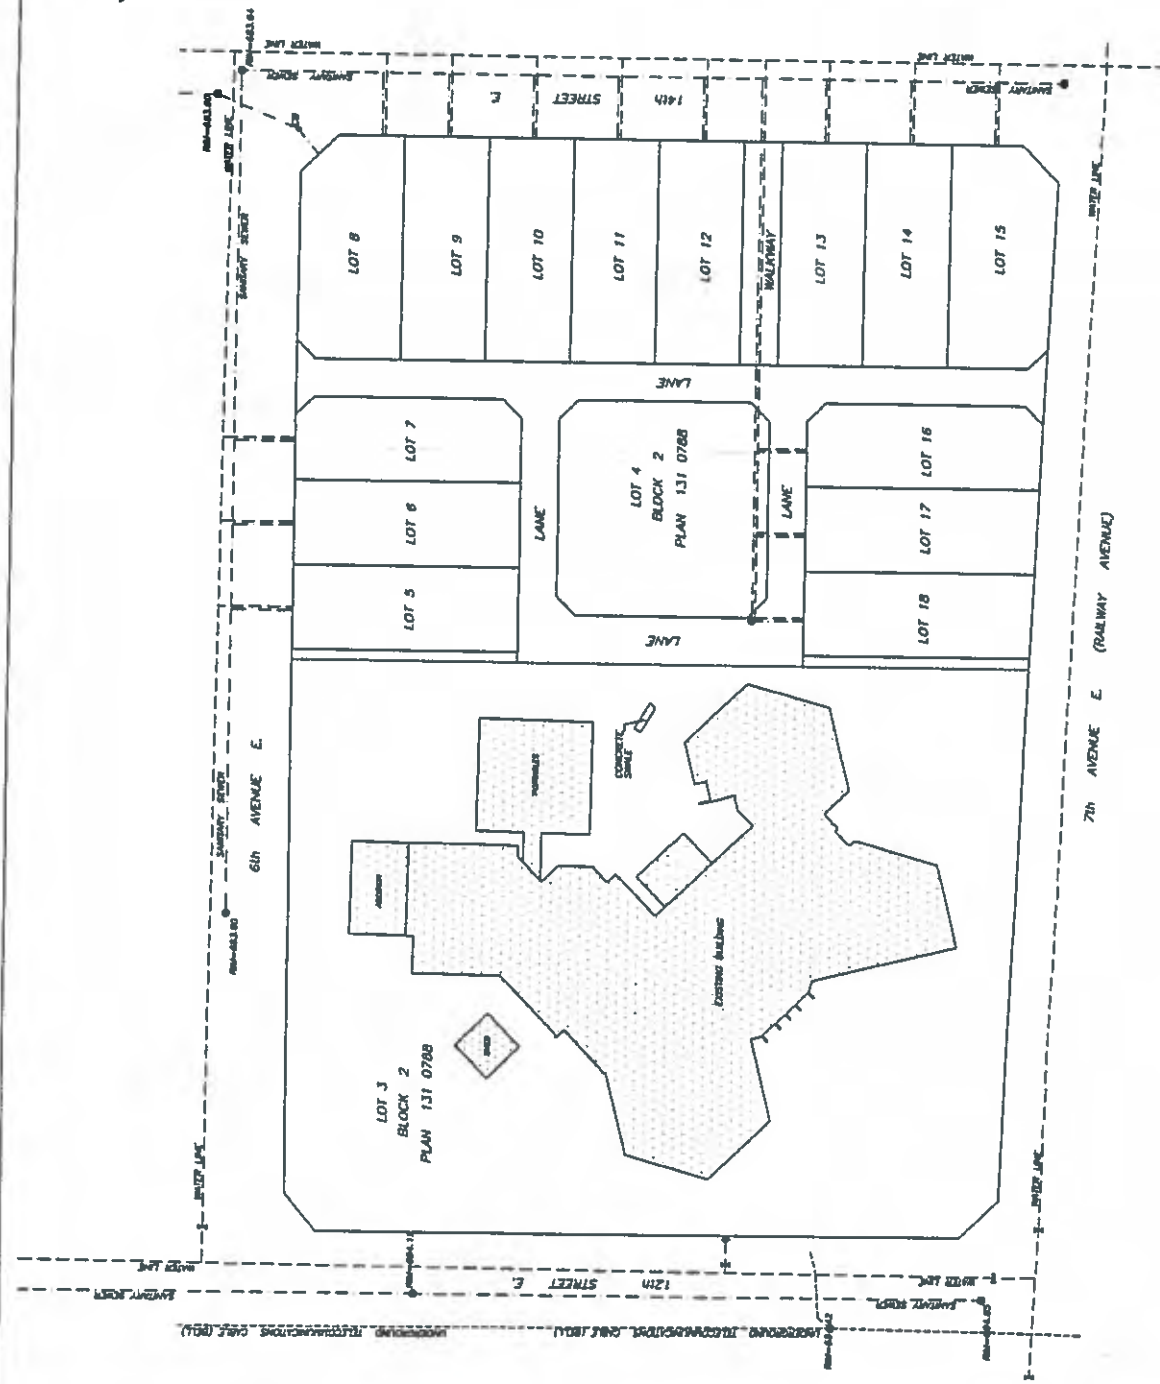 WATER LINE
WATER LINE
SANITARY SEWER
SANITARY SEWER
14th STREET E.
WATER LINE
SANITARY SEWER
WATER LINE
LOT 8
LOT 9
LOT 10
LOT 11
LOT 12
WALKWAY
LOT 13
LOT 14
LOT 15
LANE
LOT 7
LOT 6
LOT 5
LANE
LOT 4
BLOCK 2
PLAN 131 0788
LANE
LOT 16
LOT 17
LOT 18
LANE
6th AVENUE E.
SANITARY SEWER
7th AVENUE E. (RAILWAY AVENUE)
CONCRETE
SWALE
ADDITION
EXISTING BUILDING
SHED
LOT 3
BLOCK 2
PLAN 131 0788
WATER LINE
WATER LINE
WATER LINE
12th STREET E.
WATER LINE
SANITARY SEWER
SANITARY SEWER
UNDERGROUND TELECOMMUNICATIONS CABLE (BELL)
UNDERGROUND TELECOMMUNICATIONS CABLE (BELL)